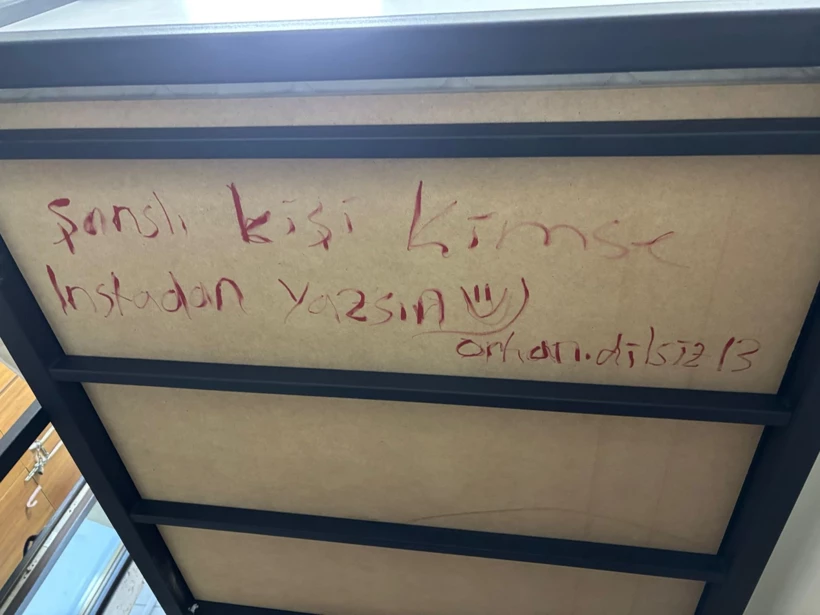 Şanslı kişi kimse
Instadan yazsın
orhan.dilsiz13